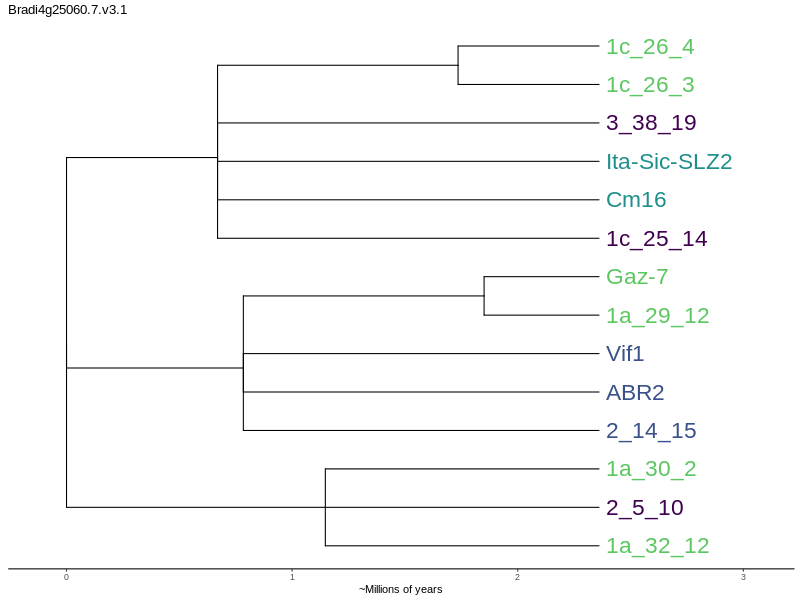 Bradi4g25060.7.v3.1
1c_26_4
1c_26_3
3_38_19
Ita-Sic-SLZ2
Cm16
1c_25_14
Gaz-7
1a_29_12
Vif1
ABR2
2_14_15
1a_30_2
2_5_10
1a_32_12
0 1 2 3
~Millions of years